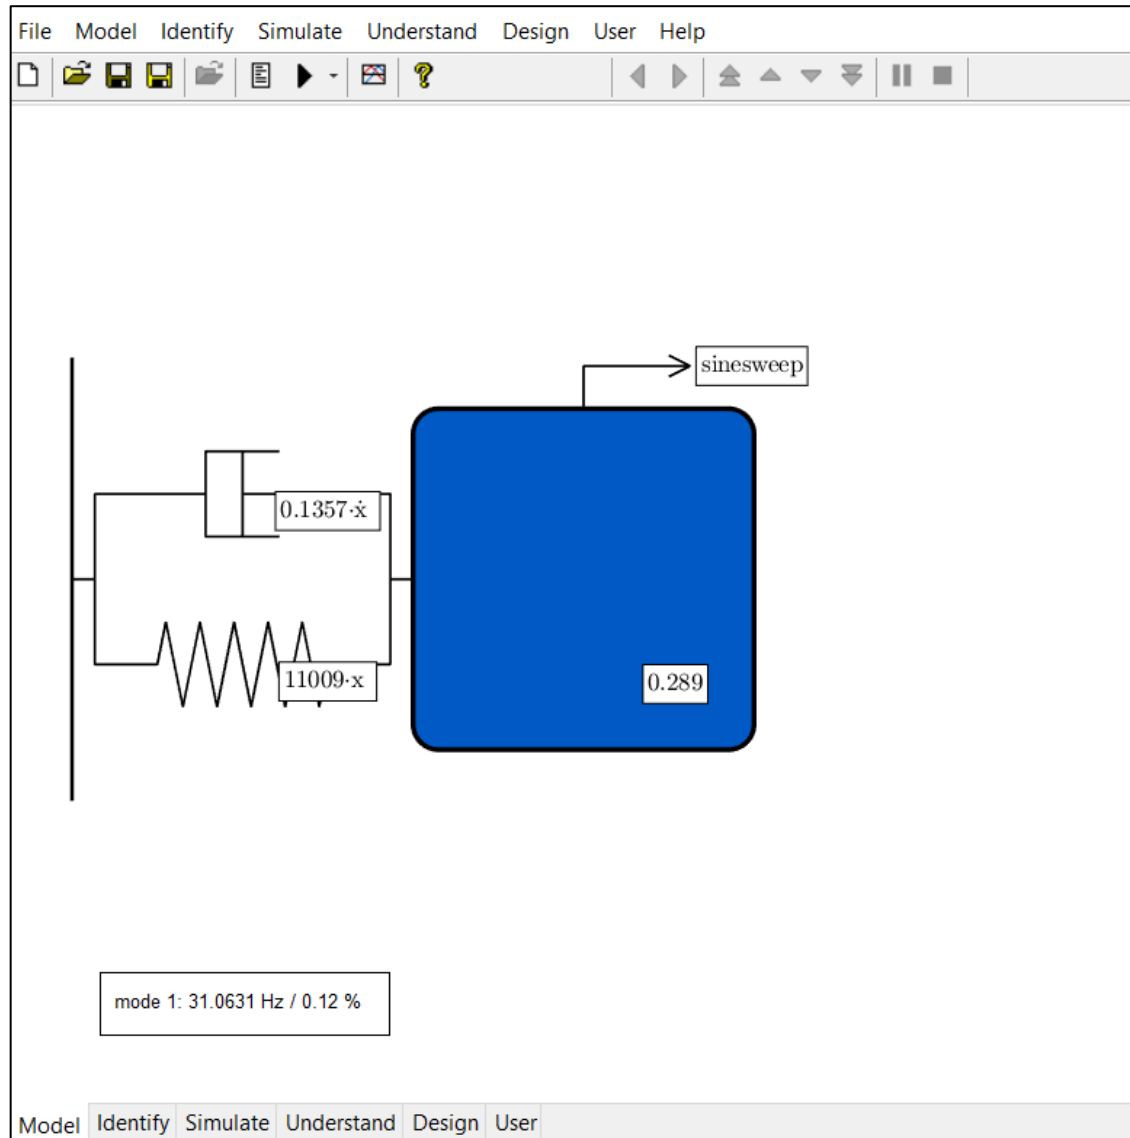 File Model Identify Simulate Understand Design User Help
sinesweep
0.1357·ẋ
11009·x
0.289
mode 1: 31.0631 Hz / 0.12 %
Model Identify Simulate Understand Design User